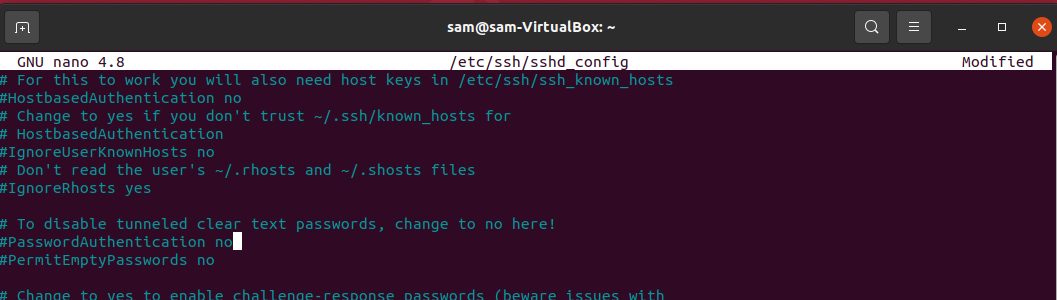 sam@sam-VirtualBox: ~
GNU nano 4.8 /etc/ssh/sshd_config Modified
# For this to work you will also need host keys in /etc/ssh/ssh_known_hosts
#HostbasedAuthentication no
# Change to yes if you don't trust ~/.ssh/known_hosts for
# HostbasedAuthentication
#IgnoreUserKnownHosts no
# Don't read the user's ~/.rhosts and ~/.shosts files
#IgnoreRhosts yes
# To disable tunneled clear text passwords, change to no here!
#PasswordAuthentication no
#PermitEmptyPasswords no
# Change to yes to enable challenge-response passwords (beware issues with